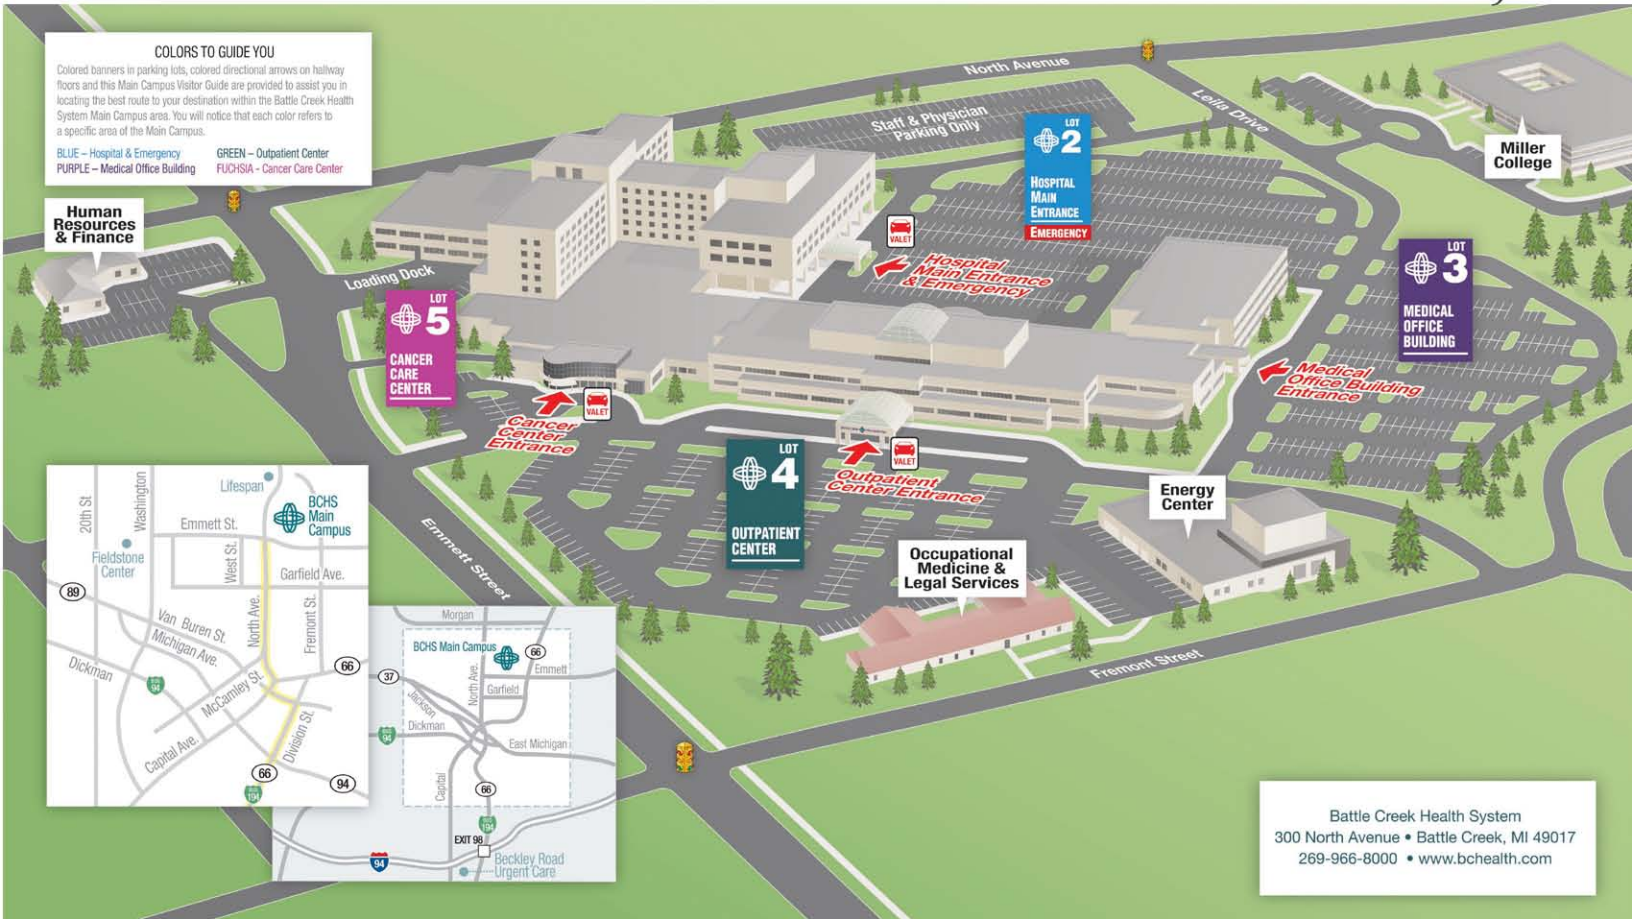 COLORS TO GUIDE YOU
Colored banners in parking lots, colored directional arrows on hallway
floors and this Main Campus Visitor Guide are provided to assist you in
locating the best route to your destination within the Battle Creek Health
System Main Campus area. You will notice that each color refers to
a specific area of the Main Campus.
BLUE – Hospital & Emergency
GREEN – Outpatient Center
PURPLE – Medical Office Building
FUCHSIA - Cancer Care Center
North Avenue
Leila Drive
Staff & Physician
Parking Only
LOT
2
HOSPITAL
MAIN
ENTRANCE
EMERGENCY
Miller
College
Human
Resources
& Finance
VALET
Hospital
Main Entrance
& Emergency
LOT
3
MEDICAL
OFFICE
BUILDING
Loading Dock
LOT
5
CANCER
CARE
CENTER
Medical
Office Building
Entrance
VALET
Cancer
Center
Entrance
VALET
Outpatient
Center Entrance
LOT
4
OUTPATIENT
CENTER
Energy
Center
Emmett Street
Occupational
Medicine &
Legal Services
Fremont Street
20th St
Washington
Lifespan
BCHS
Main
Campus
Emmett St.
Fieldstone
Center
West St.
Garfield Ave.
89
North Ave.
Fremont St.
Van Buren St.
Michigan Ave.
66
Dickman
94
McCamley St.
Capital Ave.
Division St.
66
94
194
Morgan
BCHS Main Campus
66
37
North Ave.
Emmett
Garfield
Jackson
Dickman
94
East Michigan
Capital
66
194
EXIT 98
94
Beckley Road
Urgent Care
Battle Creek Health System
300 North Avenue • Battle Creek, MI 49017
269-966-8000 • www.bchealth.com